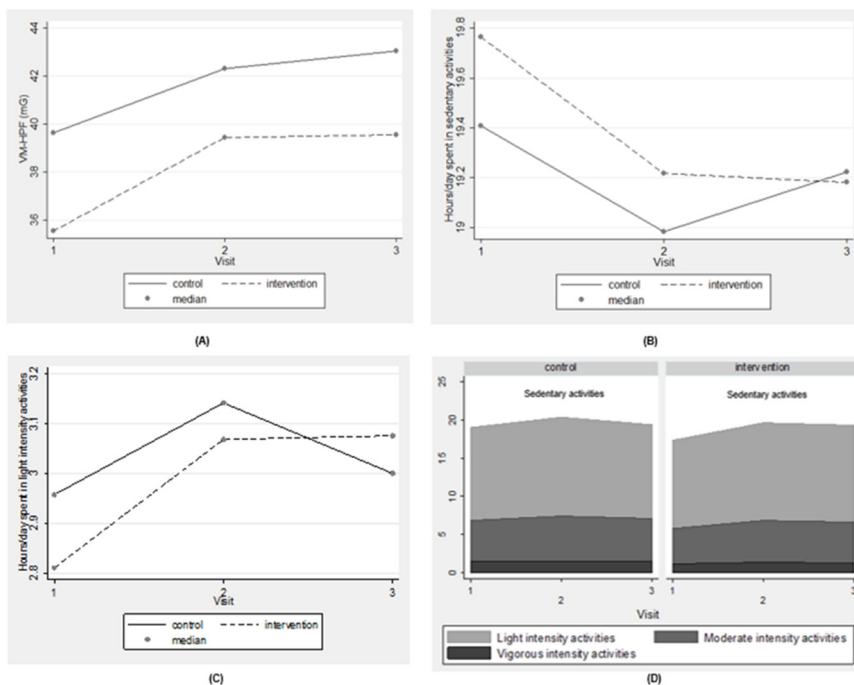 44
42
40
38
36
VM-HPF (mG)
1
2
3
Visit
control
intervention
median
(A)
19.8
19.6
19.4
19.2
19
Hours/day spent in sedentary activities
1
2
3
Visit
control
intervention
median
(B)
3.2
3.1
3
2.9
2.8
Hours/day spent in light intensity activities
1
2
3
Visit
control
intervention
median
(C)
control
intervention
Sedentary activities
Sedentary activities
25
20
15
10
5
0
1
2
3
1
2
3
Visit
Light intensity activities
Moderate intensity activities
Vigorous intensity activities
(D)